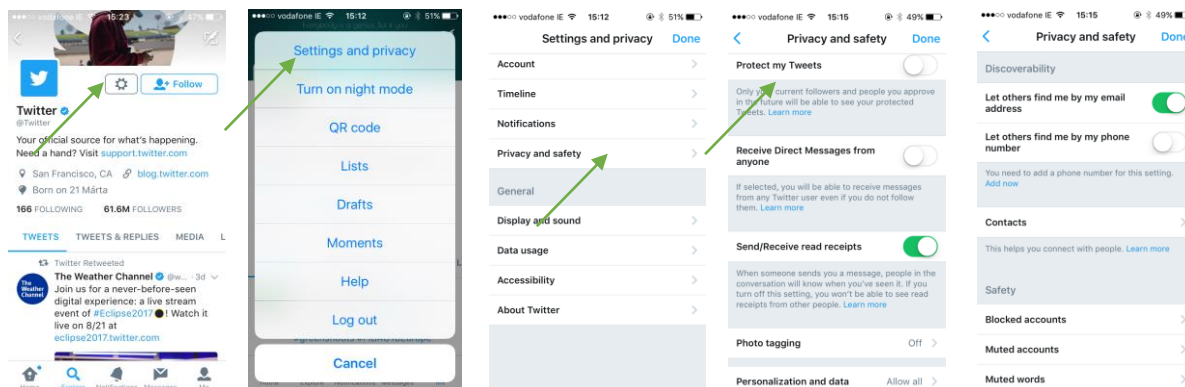 ●●●○○ vodafone IE 15:23 47%
Follow
Twitter
@Twitter
Your official source for what's happening.
Need a hand? Visit support.twitter.com
San Francisco, CA blog.twitter.com
Born on 21 Márta
166 FOLLOWING 61.6M FOLLOWERS
TWEETS TWEETS & REPLIES MEDIA L
Twitter Retweeted
The Weather Channel @w... · 3d
The Weather Channel
Join us for a never-before-seen
digital experience: a live stream
event of #Eclipse2017! Watch it
live on 8/21 at
eclipse2017.twitter.com
Home Explore Notifications Messages Me
●●●○○ vodafone IE 15:12 51%
Settings and privacy
Turn on night mode
QR code
Lists
Drafts
Moments
Help
Log out
Cancel
●●●○○ vodafone IE 15:12 51%
Settings and privacy Done
Account
Timeline
Notifications
Privacy and safety
General
Display and sound
Data usage
Accessibility
About Twitter
●●●○○ vodafone IE 15:15 49%
Privacy and safety Done
Protect my Tweets
Only your current followers and people you approve
in the future will be able to see your protected
Tweets. Learn more
Receive Direct Messages from
anyone
If selected, you will be able to receive messages
from any Twitter user even if you do not follow
them. Learn more
Send/Receive read receipts
When someone sends you a message, people in the
conversation will know when you've seen it. If you
turn off this setting, you won't be able to see read
receipts from other people. Learn more
Photo tagging Off
Personalization and data Allow all
●●●○○ vodafone IE 15:15 49%
Privacy and safety Done
Discoverability
Let others find me by my email
address
Let others find me by my phone
number
You need to add a phone number for this setting.
Add now
Contacts
This helps you connect with people. Learn more
Safety
Blocked accounts
Muted accounts
Muted words